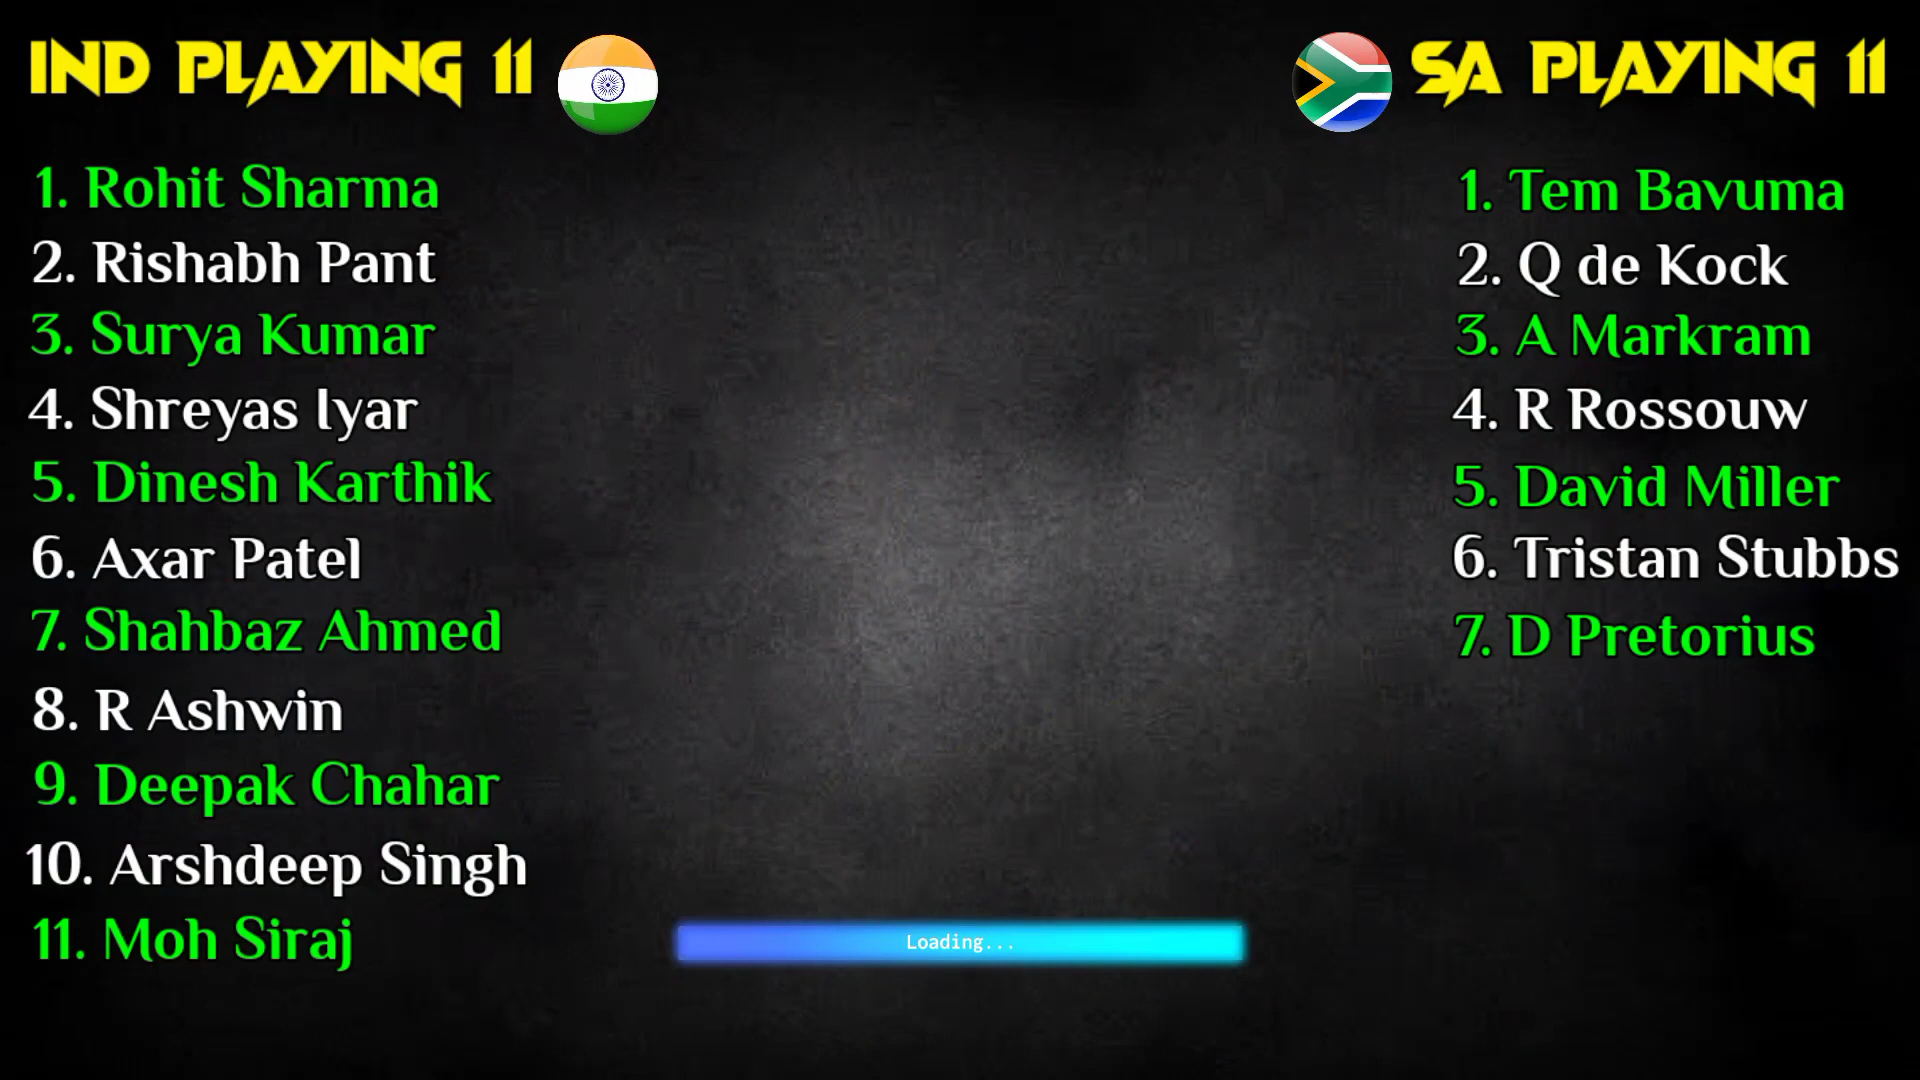 IND PLAYING 11
1. Rohit Sharma
2. Rishabh Pant
3. Surya Kumar
4. Shreyas Iyar
5. Dinesh Karthik
6. Axar Patel
7. Shahbaz Ahmed
8. R Ashwin
9. Deepak Chahar
10. Arshdeep Singh
11. Moh Siraj
SA PLAYING 11
1. Tem Bavuma
2. Q de Kock
3. A Markram
4. R Rossouw
5. David Miller
6. Tristan Stubbs
7. D Pretorius
Loading...